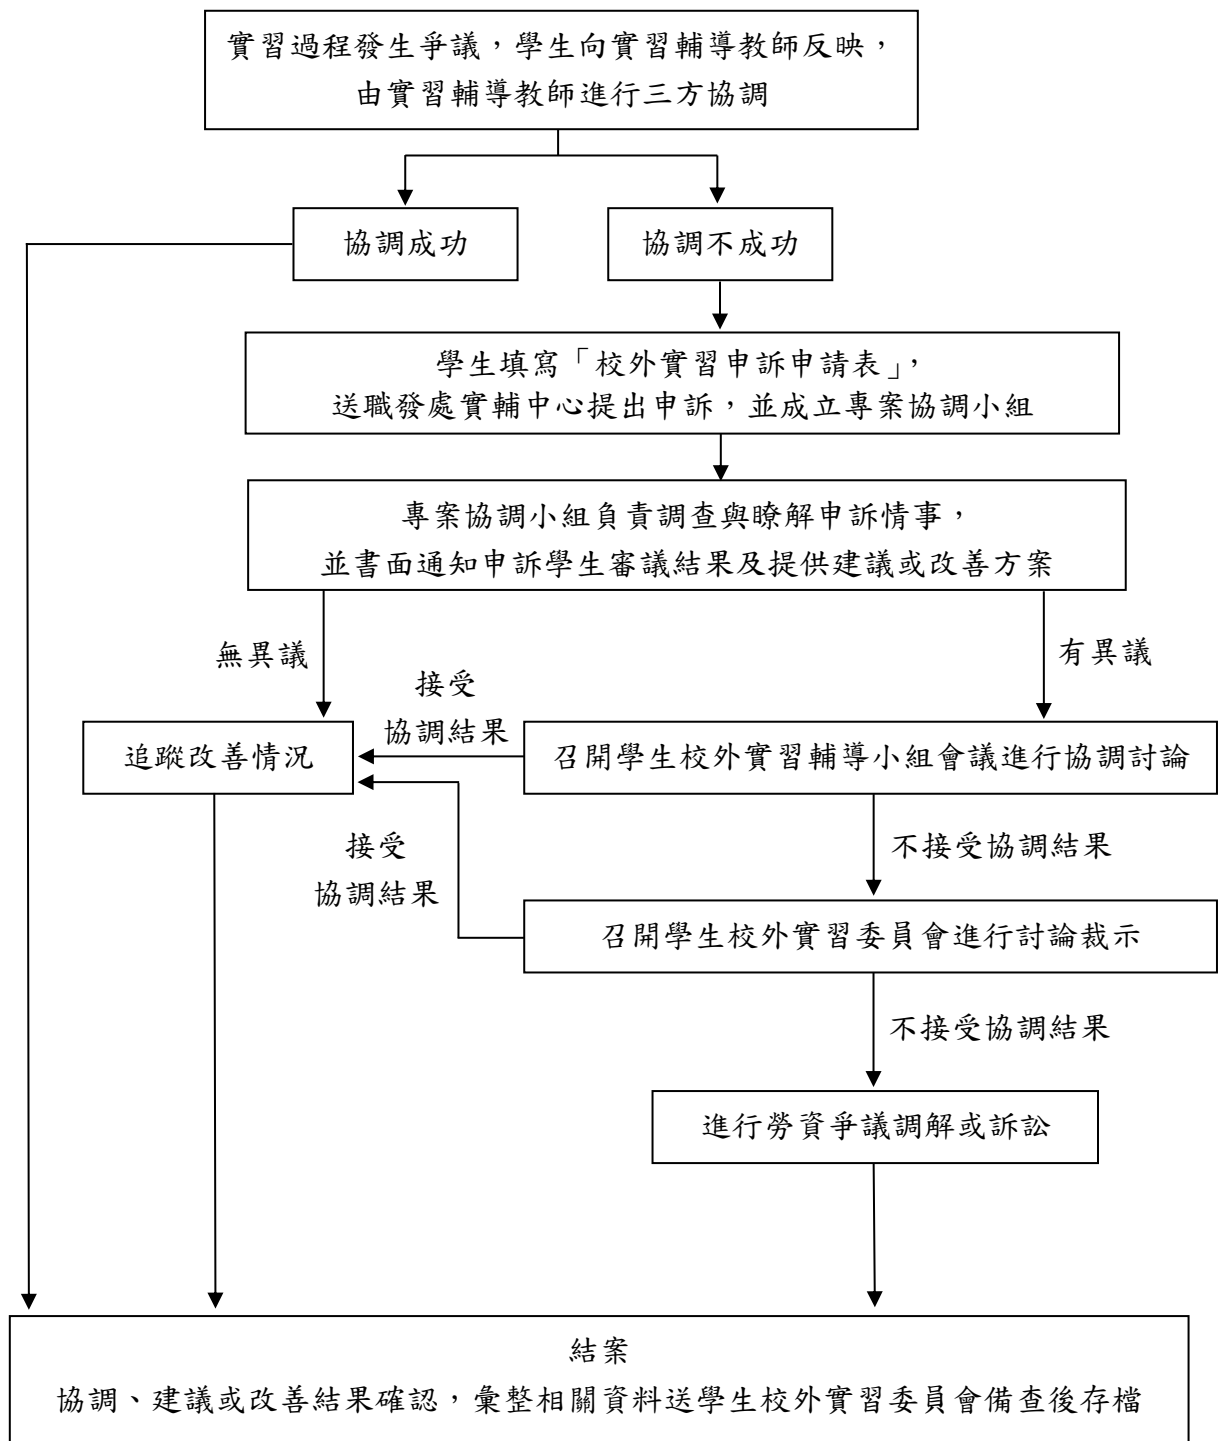 實習過程發生爭議，學生向實習輔導教師反映，
由實習輔導教師進行三方協調
協調成功
協調不成功
學生填寫「校外實習申訴申請表」，
送職發處實輔中心提出申訴，並成立專案協調小組
專案協調小組負責調查與瞭解申訴情事，
並書面通知申訴學生審議結果及提供建議或改善方案
無異議
有異議
接受
協調結果
追蹤改善情況
召開學生校外實習輔導小組會議進行協調討論
接受
協調結果
不接受協調結果
召開學生校外實習委員會進行討論裁示
不接受協調結果
進行勞資爭議調解或訴訟
結案
協調、建議或改善結果確認，彙整相關資料送學生校外實習委員會備查後存檔